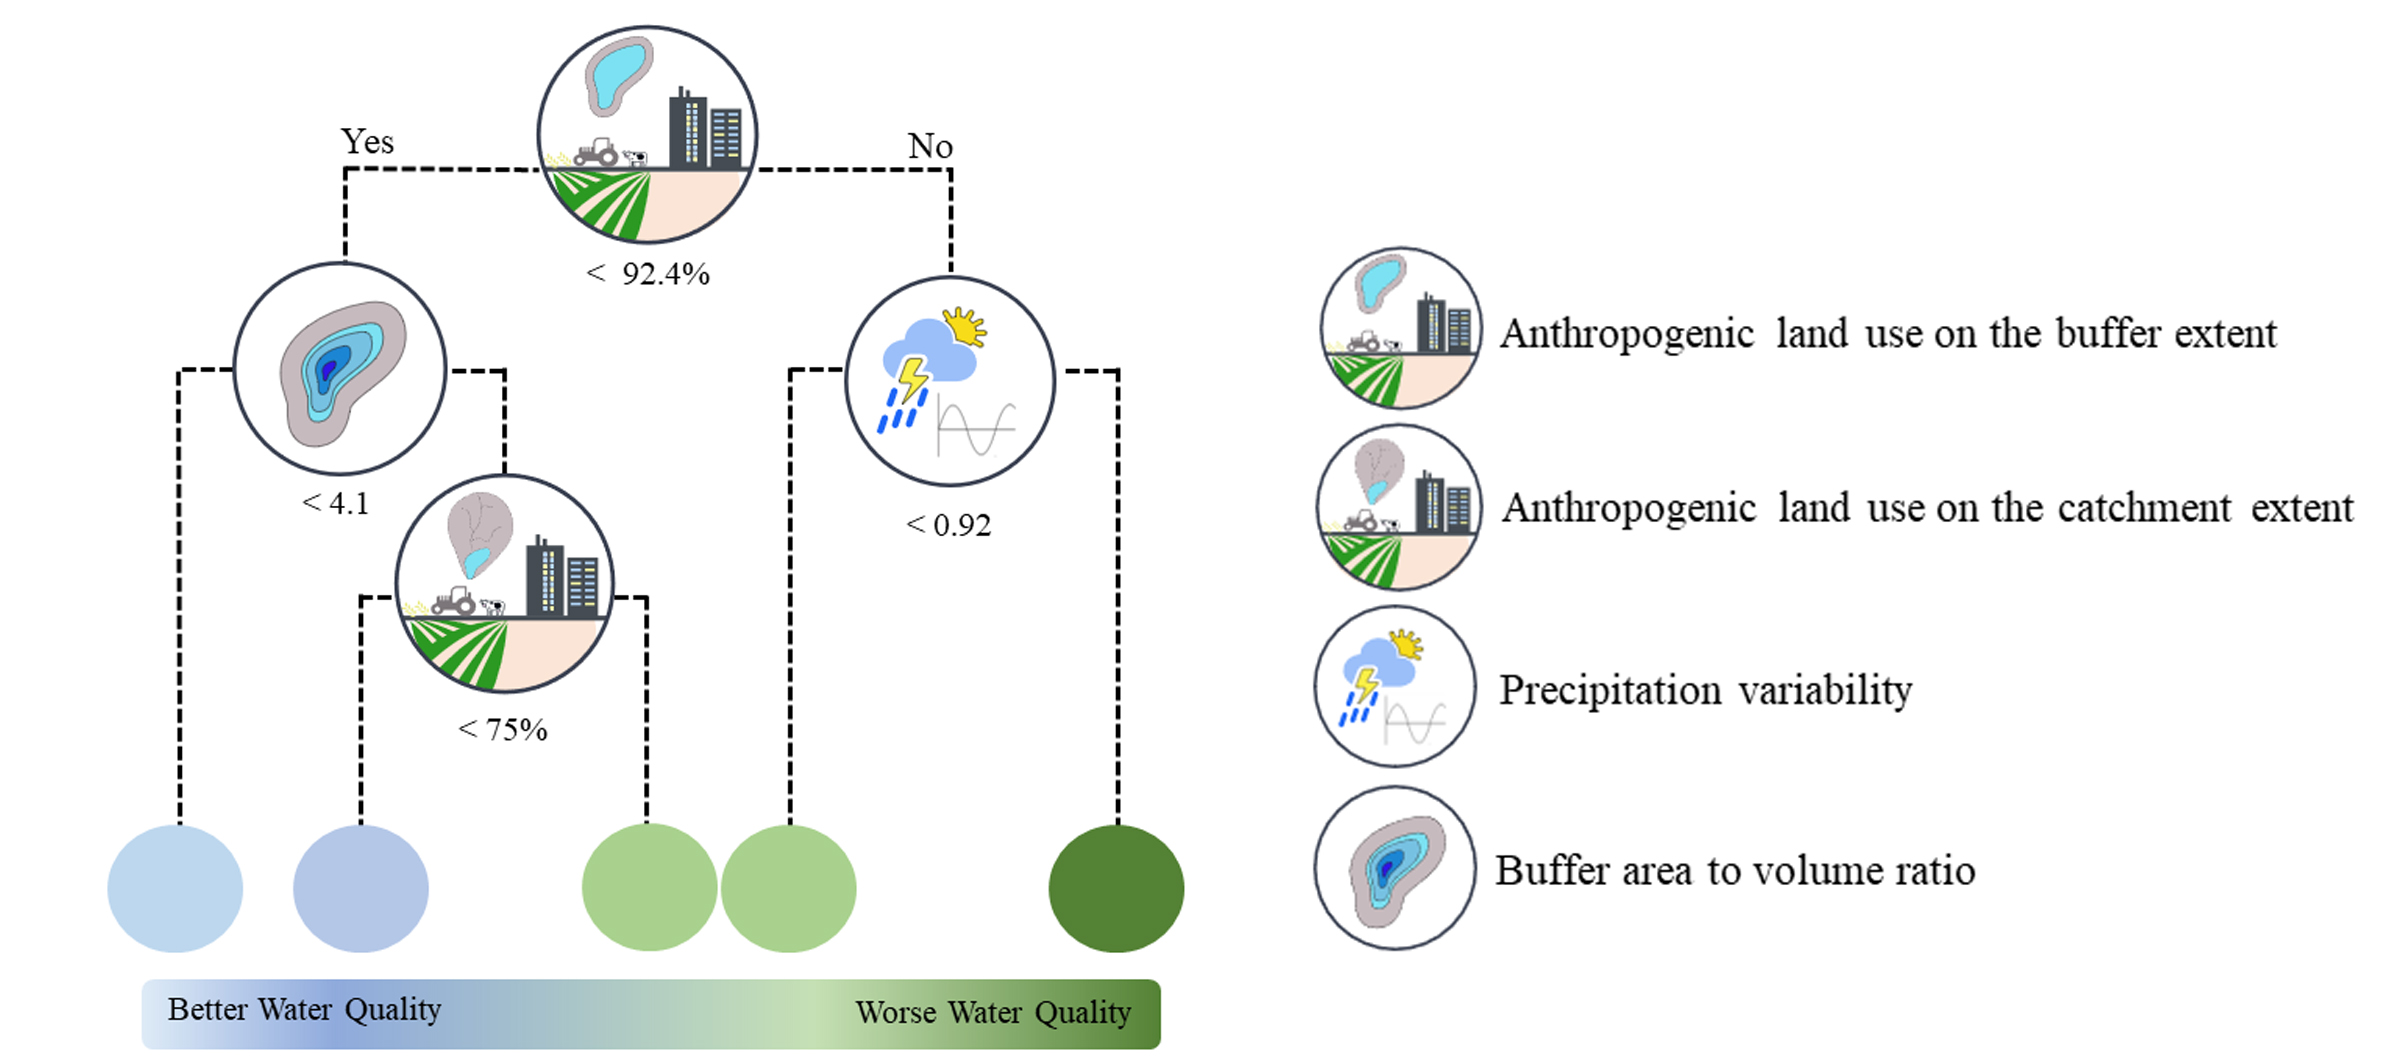 Yes
No
< 92.4%
< 4.1
< 0.92
< 75%
Better Water Quality
Worse Water Quality
Anthropogenic land use on the buffer extent
Anthropogenic land use on the catchment extent
Precipitation variability
Buffer area to volume ratio